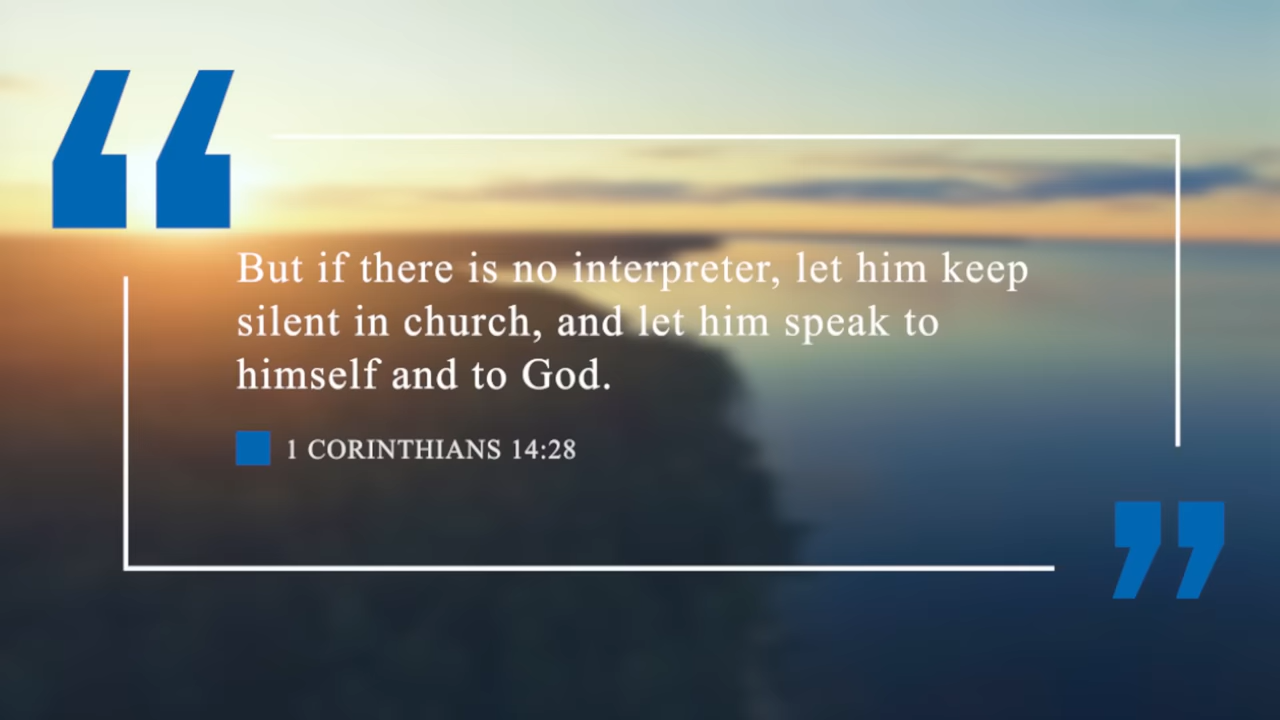 “
But if there is no interpreter, let him keep
silent in church, and let him speak to
himself and to God.
1 CORINTHIANS 14:28
”